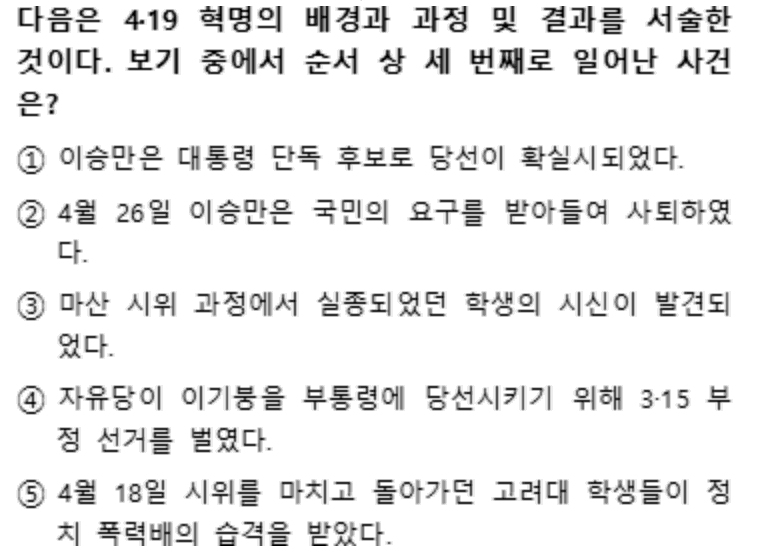 다음은 4·19 혁명의 배경과 과정 및 결과를 서술한
것이다. 보기 중에서 순서 상 세 번째로 일어난 사건
은?
① 이승만은 대통령 단독 후보로 당선이 확실시되었다.
② 4월 26일 이승만은 국민의 요구를 받아들여 사퇴하였
다.
③ 마산 시위 과정에서 실종되었던 학생의 시신이 발견되
었다.
④ 자유당이 이기붕을 부통령에 당선시키기 위해 3·15 부
정 선거를 벌였다.
⑤ 4월 18일 시위를 마치고 돌아가던 고려대 학생들이 정
치 폭력배의 습격을 받았다.